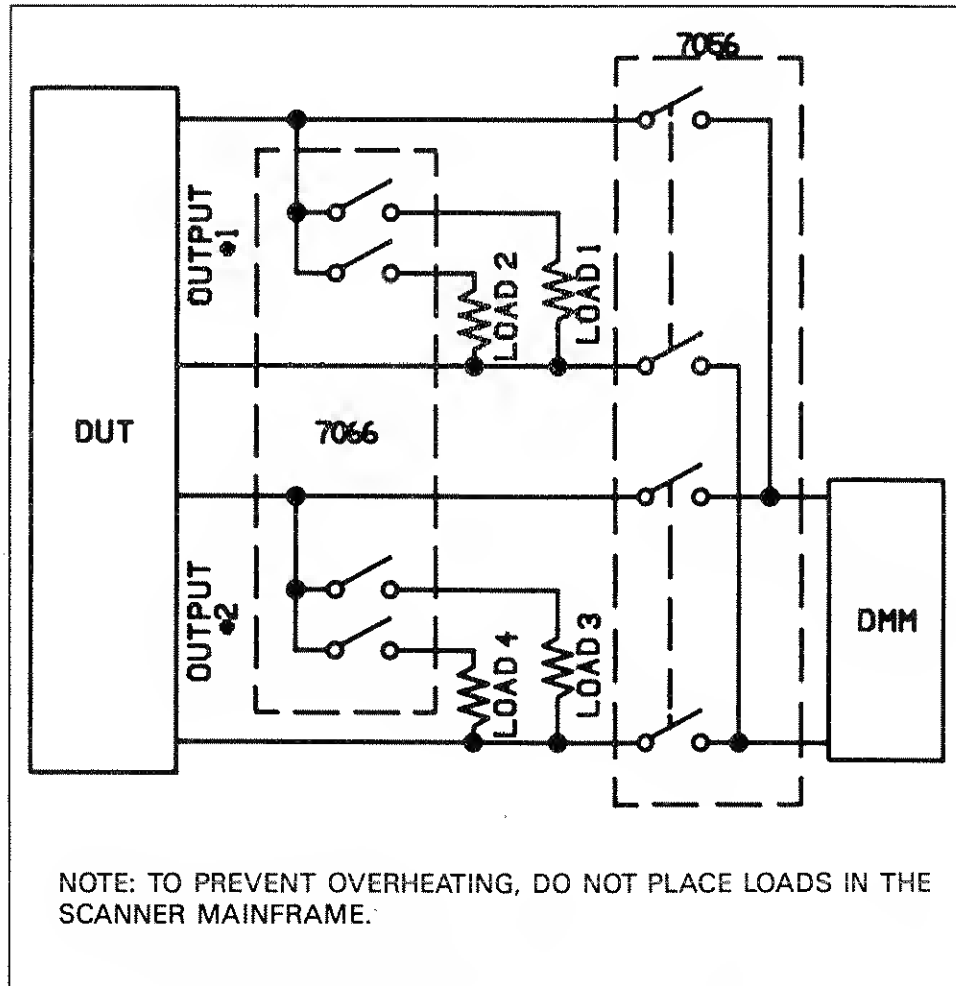 7056
OUTPUT
#1
LOAD 2
LOAD 1
DUT
7066
OUTPUT
#2
LOAD 4
LOAD 3
DMM
NOTE: TO PREVENT OVERHEATING, DO NOT PLACE LOADS IN THE
SCANNER MAINFRAME.